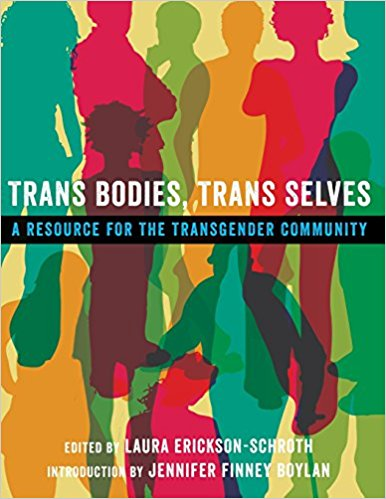 TRANS BODIES, TRANS SELVES
A RESOURCE FOR THE TRANSGENDER COMMUNITY
EDITED BY LAURA ERICKSON-SCHROTH
INTRODUCTION BY JENNIFER FINNEY BOYLAN